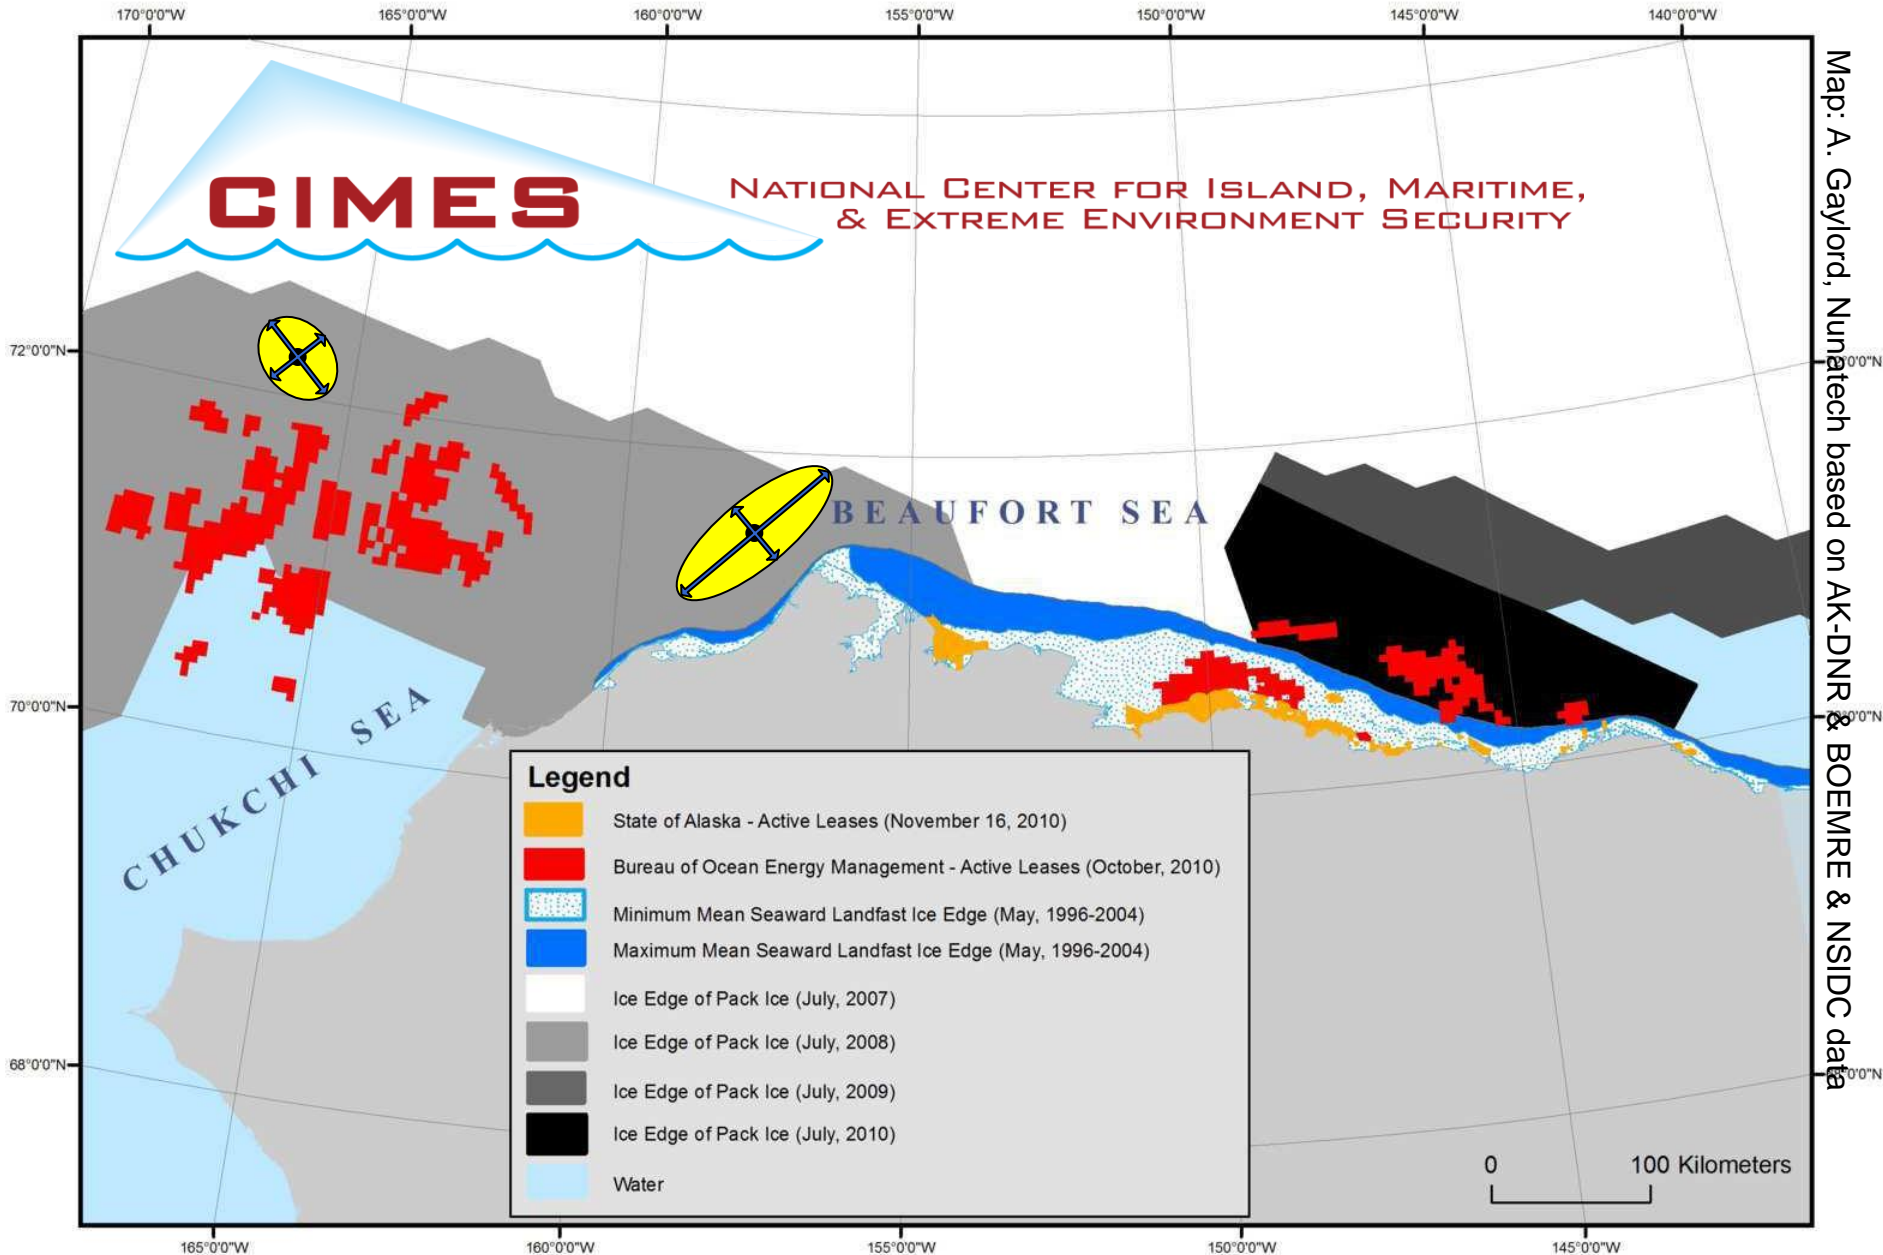 170°0'0"W
165°0'0"W
160°0'0"W
155°0'0"W
150°0'0"W
145°0'0"W
140°0'0"W
CIMES
NATIONAL CENTER FOR ISLAND, MARITIME,
& EXTREME ENVIRONMENT SECURITY
72°0'0"N
70°0'0"N
68°0'0"N
BEAUFORT SEA
CHUKCHI SEA
Legend
State of Alaska - Active Leases (November 16, 2010)
Bureau of Ocean Energy Management - Active Leases (October, 2010)
Minimum Mean Seaward Landfast Ice Edge (May, 1996-2004)
Maximum Mean Seaward Landfast Ice Edge (May, 1996-2004)
Ice Edge of Pack Ice (July, 2007)
Ice Edge of Pack Ice (July, 2008)
Ice Edge of Pack Ice (July, 2009)
Ice Edge of Pack Ice (July, 2010)
Water
0 100 Kilometers
165°0'0"W
160°0'0"W
155°0'0"W
150°0'0"W
145°0'0"W
Map: A. Gaylord, Nunatech based on AK-DNR & BOEMRE & NSIDC data